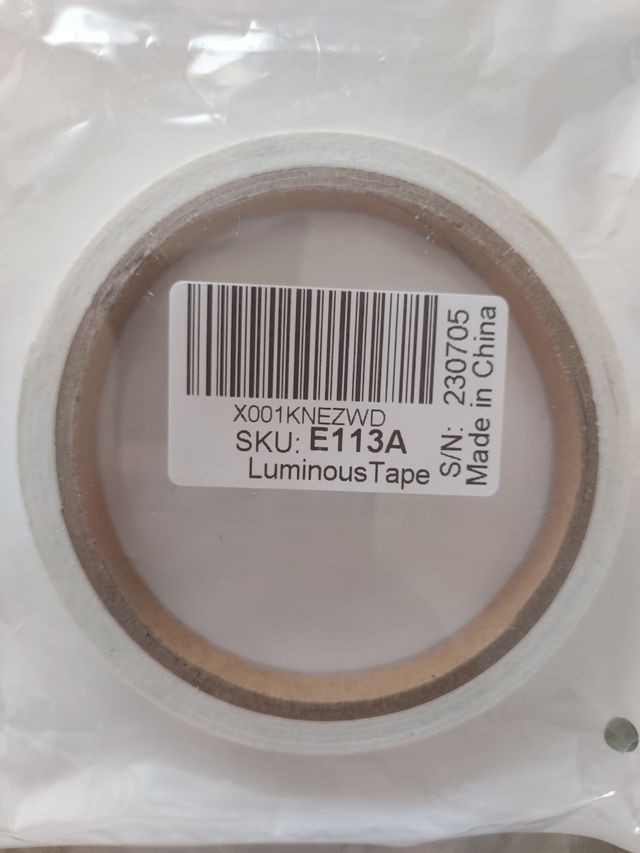 X001KNEZWD
SKU: E113A
LuminousTape
S/N: 230705
Made in China